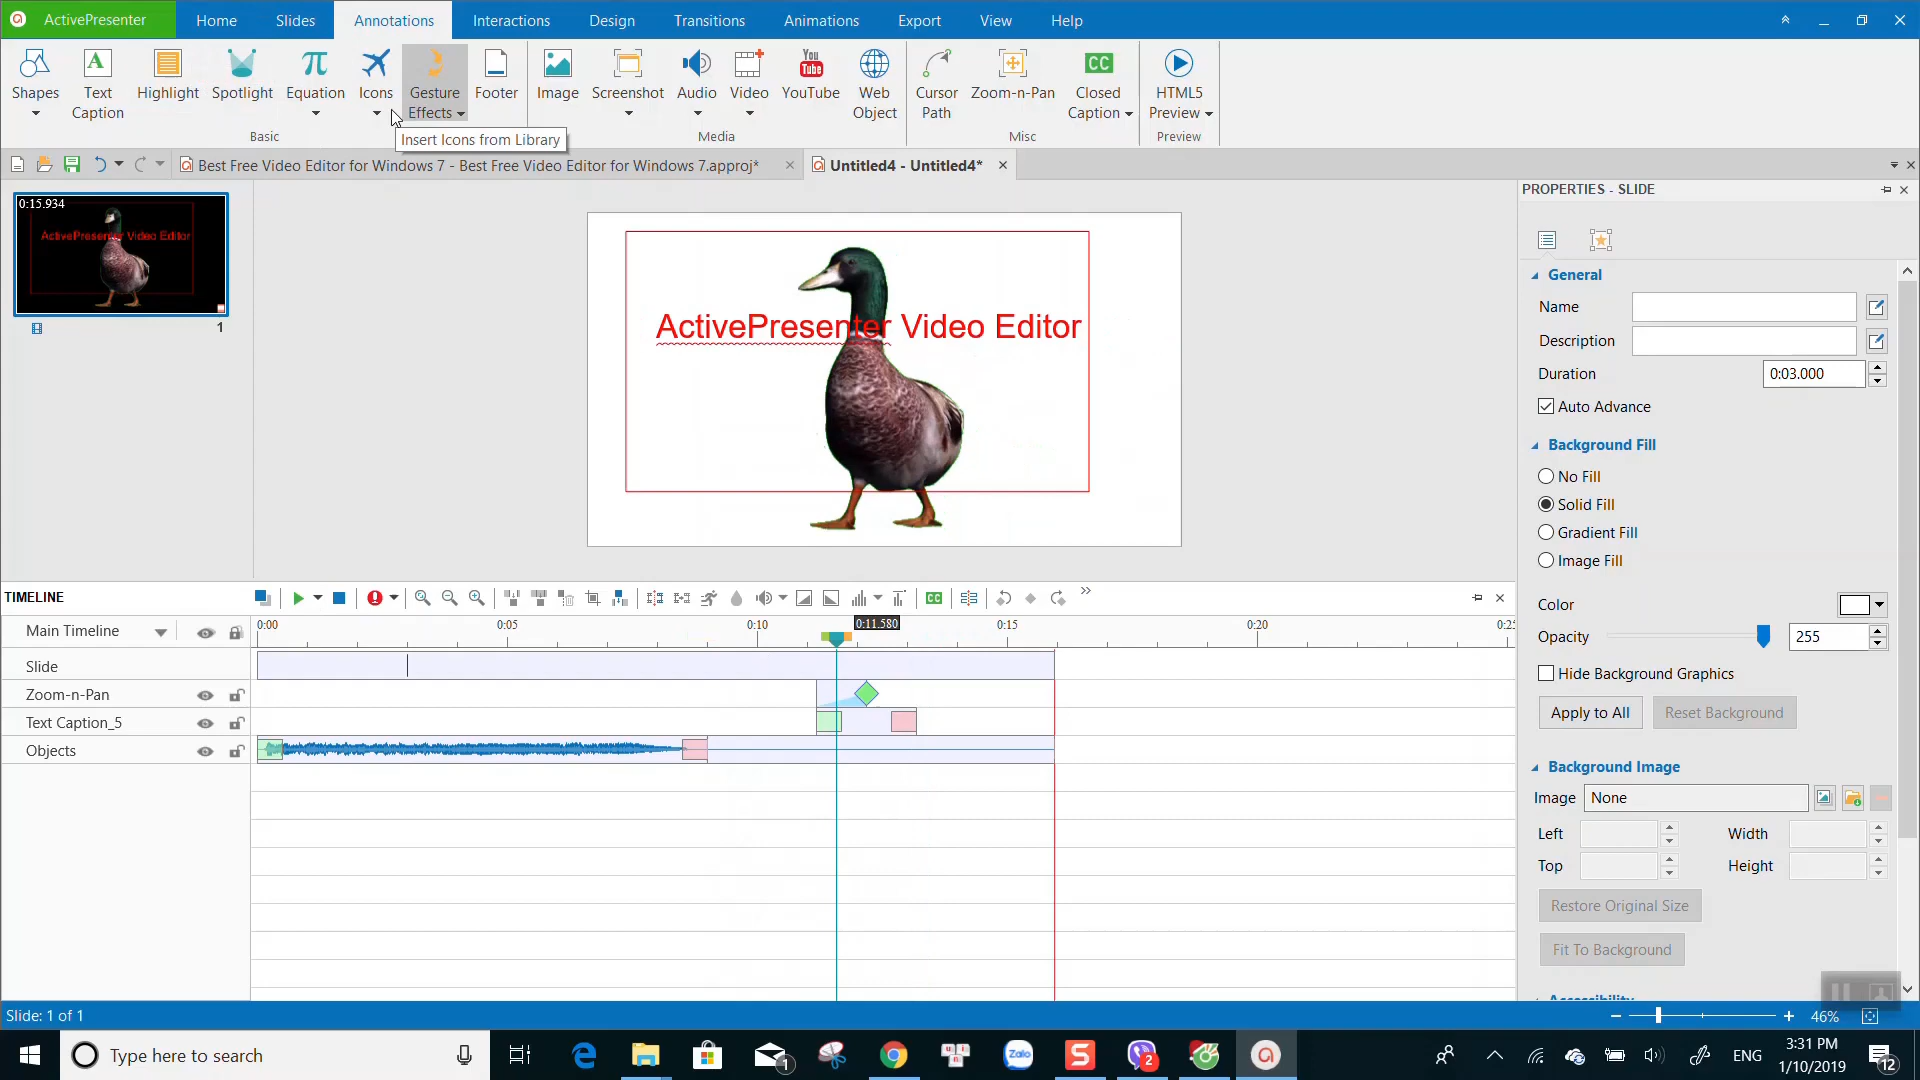 ActivePresenter
Home
Slides
Annotations
Interactions
Design
Transitions
Animations
Export
View
Help
Shapes
Text
Caption
Highlight
Spotlight
Equation
Icons
Gesture
Effects
Footer
Image
Screenshot
Audio
Video
You
Tube
YouTube
Web
Object
Cursor
Path
Zoom-n-Pan
CC
Closed
Caption
HTML5
Preview
Basic
Insert Icons from Library
Media
Misc
Preview
Best Free Video Editor for Windows 7 - Best Free Video Editor for Windows 7.approj*
Untitled4 - Untitled4*
PROPERTIES - SLIDE
0:15.934
ActivePresenter Video Editor
1
ActivePresenter Video Editor
General
Name
Description
Duration
0:03.000
Auto Advance
Background Fill
No Fill
Solid Fill
Gradient Fill
Image Fill
Color
Opacity
255
Hide Background Graphics
Apply to All
Reset Background
Background Image
Image
None
Left
Width
Top
Height
Restore Original Size
Fit To Background
TIMELINE
CC
Main Timeline
0:00
0:05
0:10
0:11.580
0:15
0:20
Slide
Zoom-n-Pan
Text Caption_5
Objects
Slide: 1 of 1
46%
Type here to search
1
Zalo
2
ENG
3:31 PM
1/10/2019
12